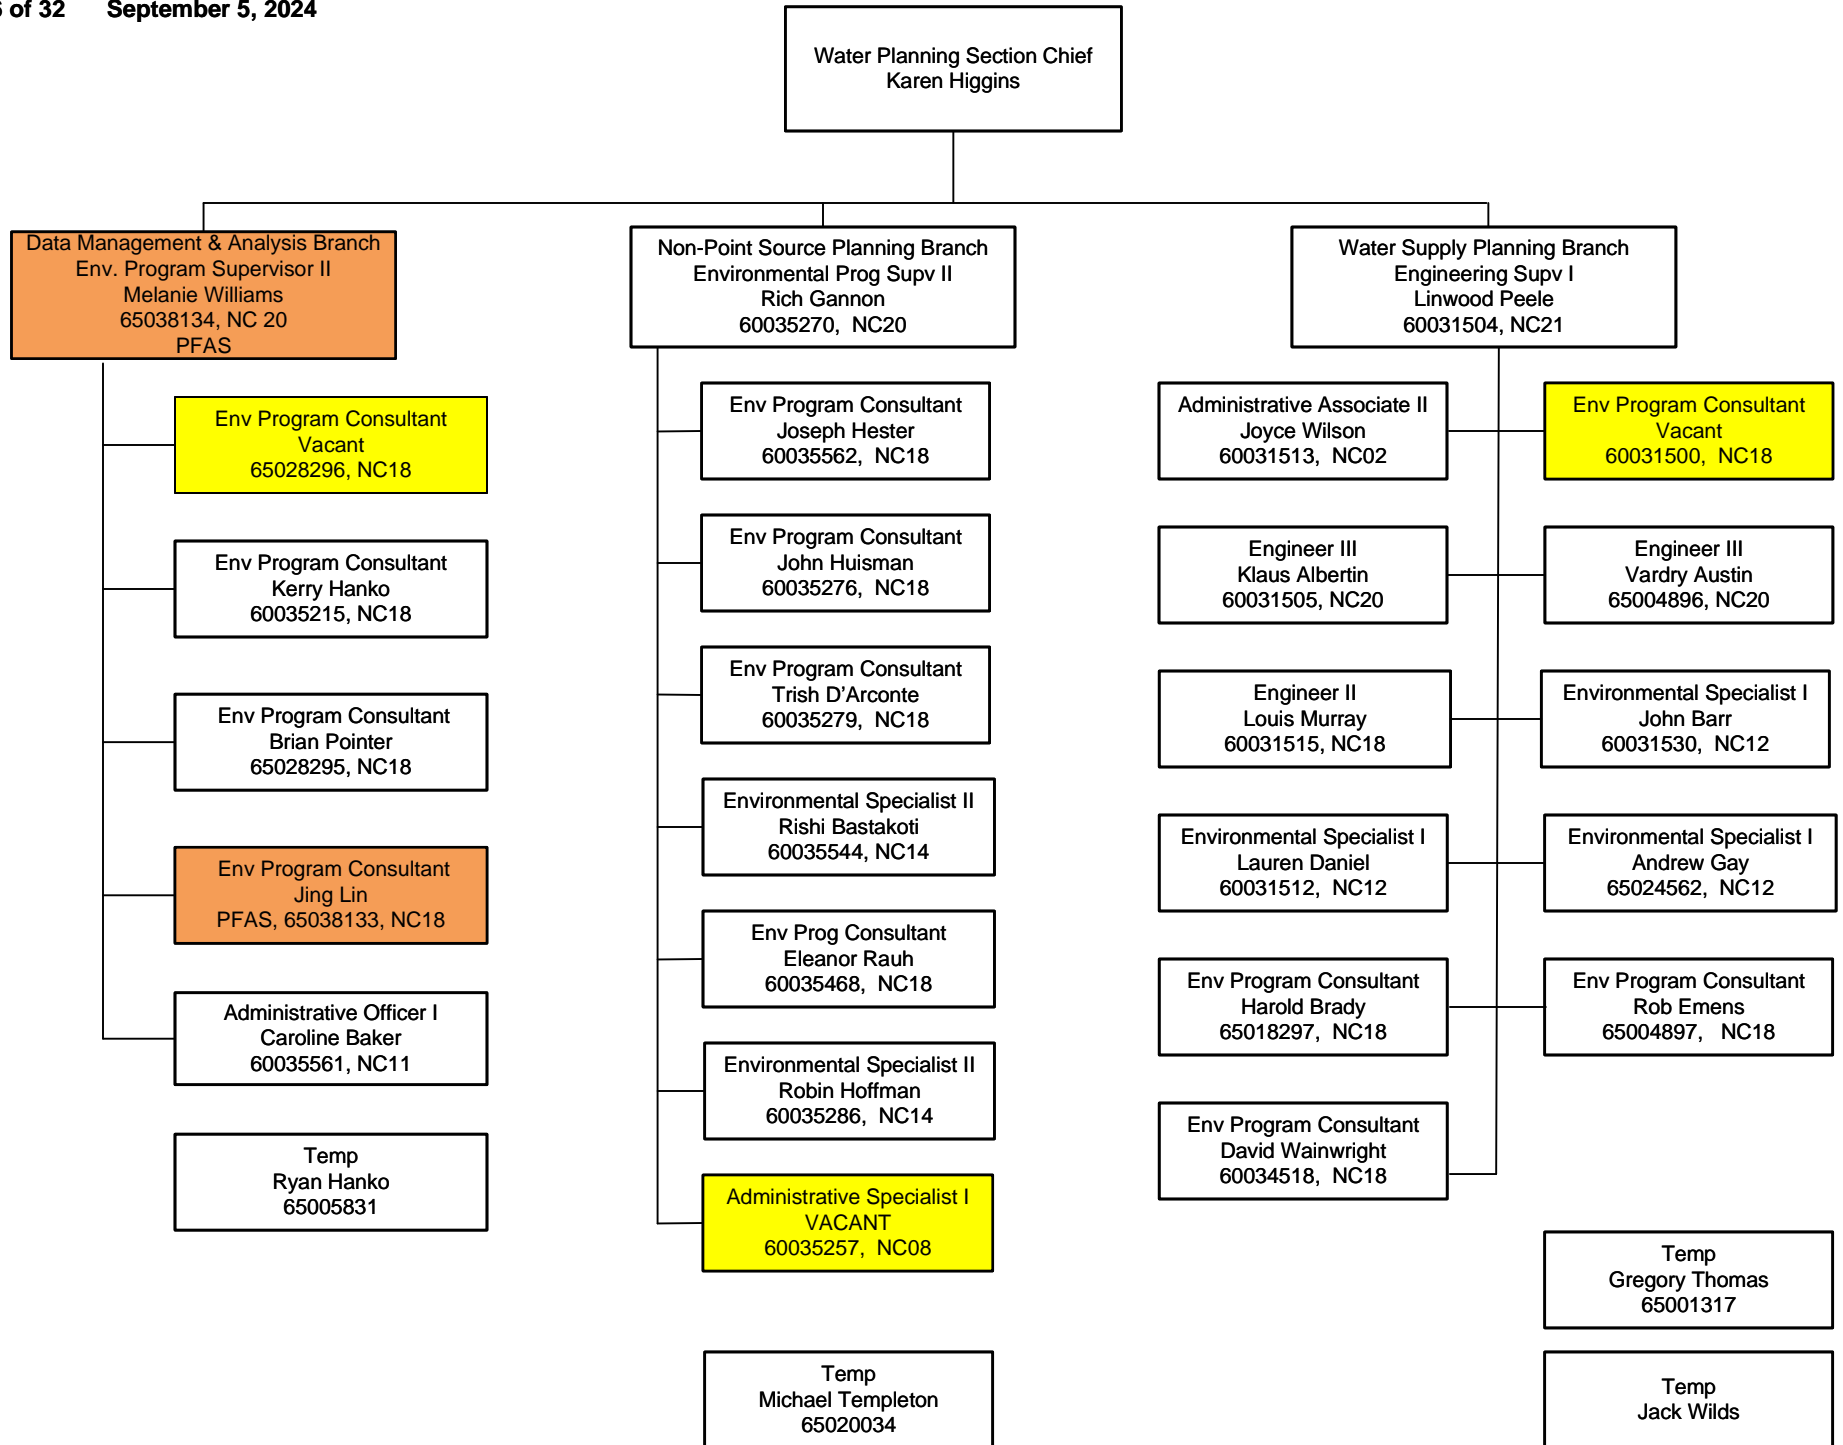 of 32 September 5, 2024
Water Planning Section Chief
Karen Higgins
Data Management & Analysis Branch
Env. Program Supervisor II
Melanie Williams
65038134, NC 20
PFAS
Env Program Consultant
Vacant
65028296, NC18
Env Program Consultant
Kerry Hanko
60035215, NC18
Env Program Consultant
Brian Pointer
65028295, NC18
Env Program Consultant
Jing Lin
PFAS, 65038133, NC18
Administrative Officer I
Caroline Baker
60035561, NC11
Temp
Ryan Hanko
65005831
Non-Point Source Planning Branch
Environmental Prog Supv II
Rich Gannon
60035270, NC20
Env Program Consultant
Joseph Hester
60035562, NC18
Env Program Consultant
John Huisman
60035276, NC18
Env Program Consultant
Trish D’Arconte
60035279, NC18
Environmental Specialist II
Rishi Bastakoti
60035544, NC14
Env Prog Consultant
Eleanor Rauh
60035468, NC18
Environmental Specialist II
Robin Hoffman
60035286, NC14
Administrative Specialist I
VACANT
60035257, NC08
Temp
Michael Templeton
65020034
Water Supply Planning Branch
Engineering Supv I
Linwood Peele
60031504, NC21
Administrative Associate II
Joyce Wilson
60031513, NC02
Env Program Consultant
Vacant
60031500, NC18
Engineer III
Klaus Albertin
60031505, NC20
Engineer III
Vardry Austin
65004896, NC20
Engineer II
Louis Murray
60031515, NC18
Environmental Specialist I
John Barr
60031530, NC12
Environmental Specialist I
Lauren Daniel
60031512, NC12
Environmental Specialist I
Andrew Gay
65024562, NC12
Env Program Consultant
Harold Brady
65018297, NC18
Env Program Consultant
Rob Emens
65004897, NC18
Env Program Consultant
David Wainwright
60034518, NC18
Temp
Gregory Thomas
65001317
Temp
Jack Wilds